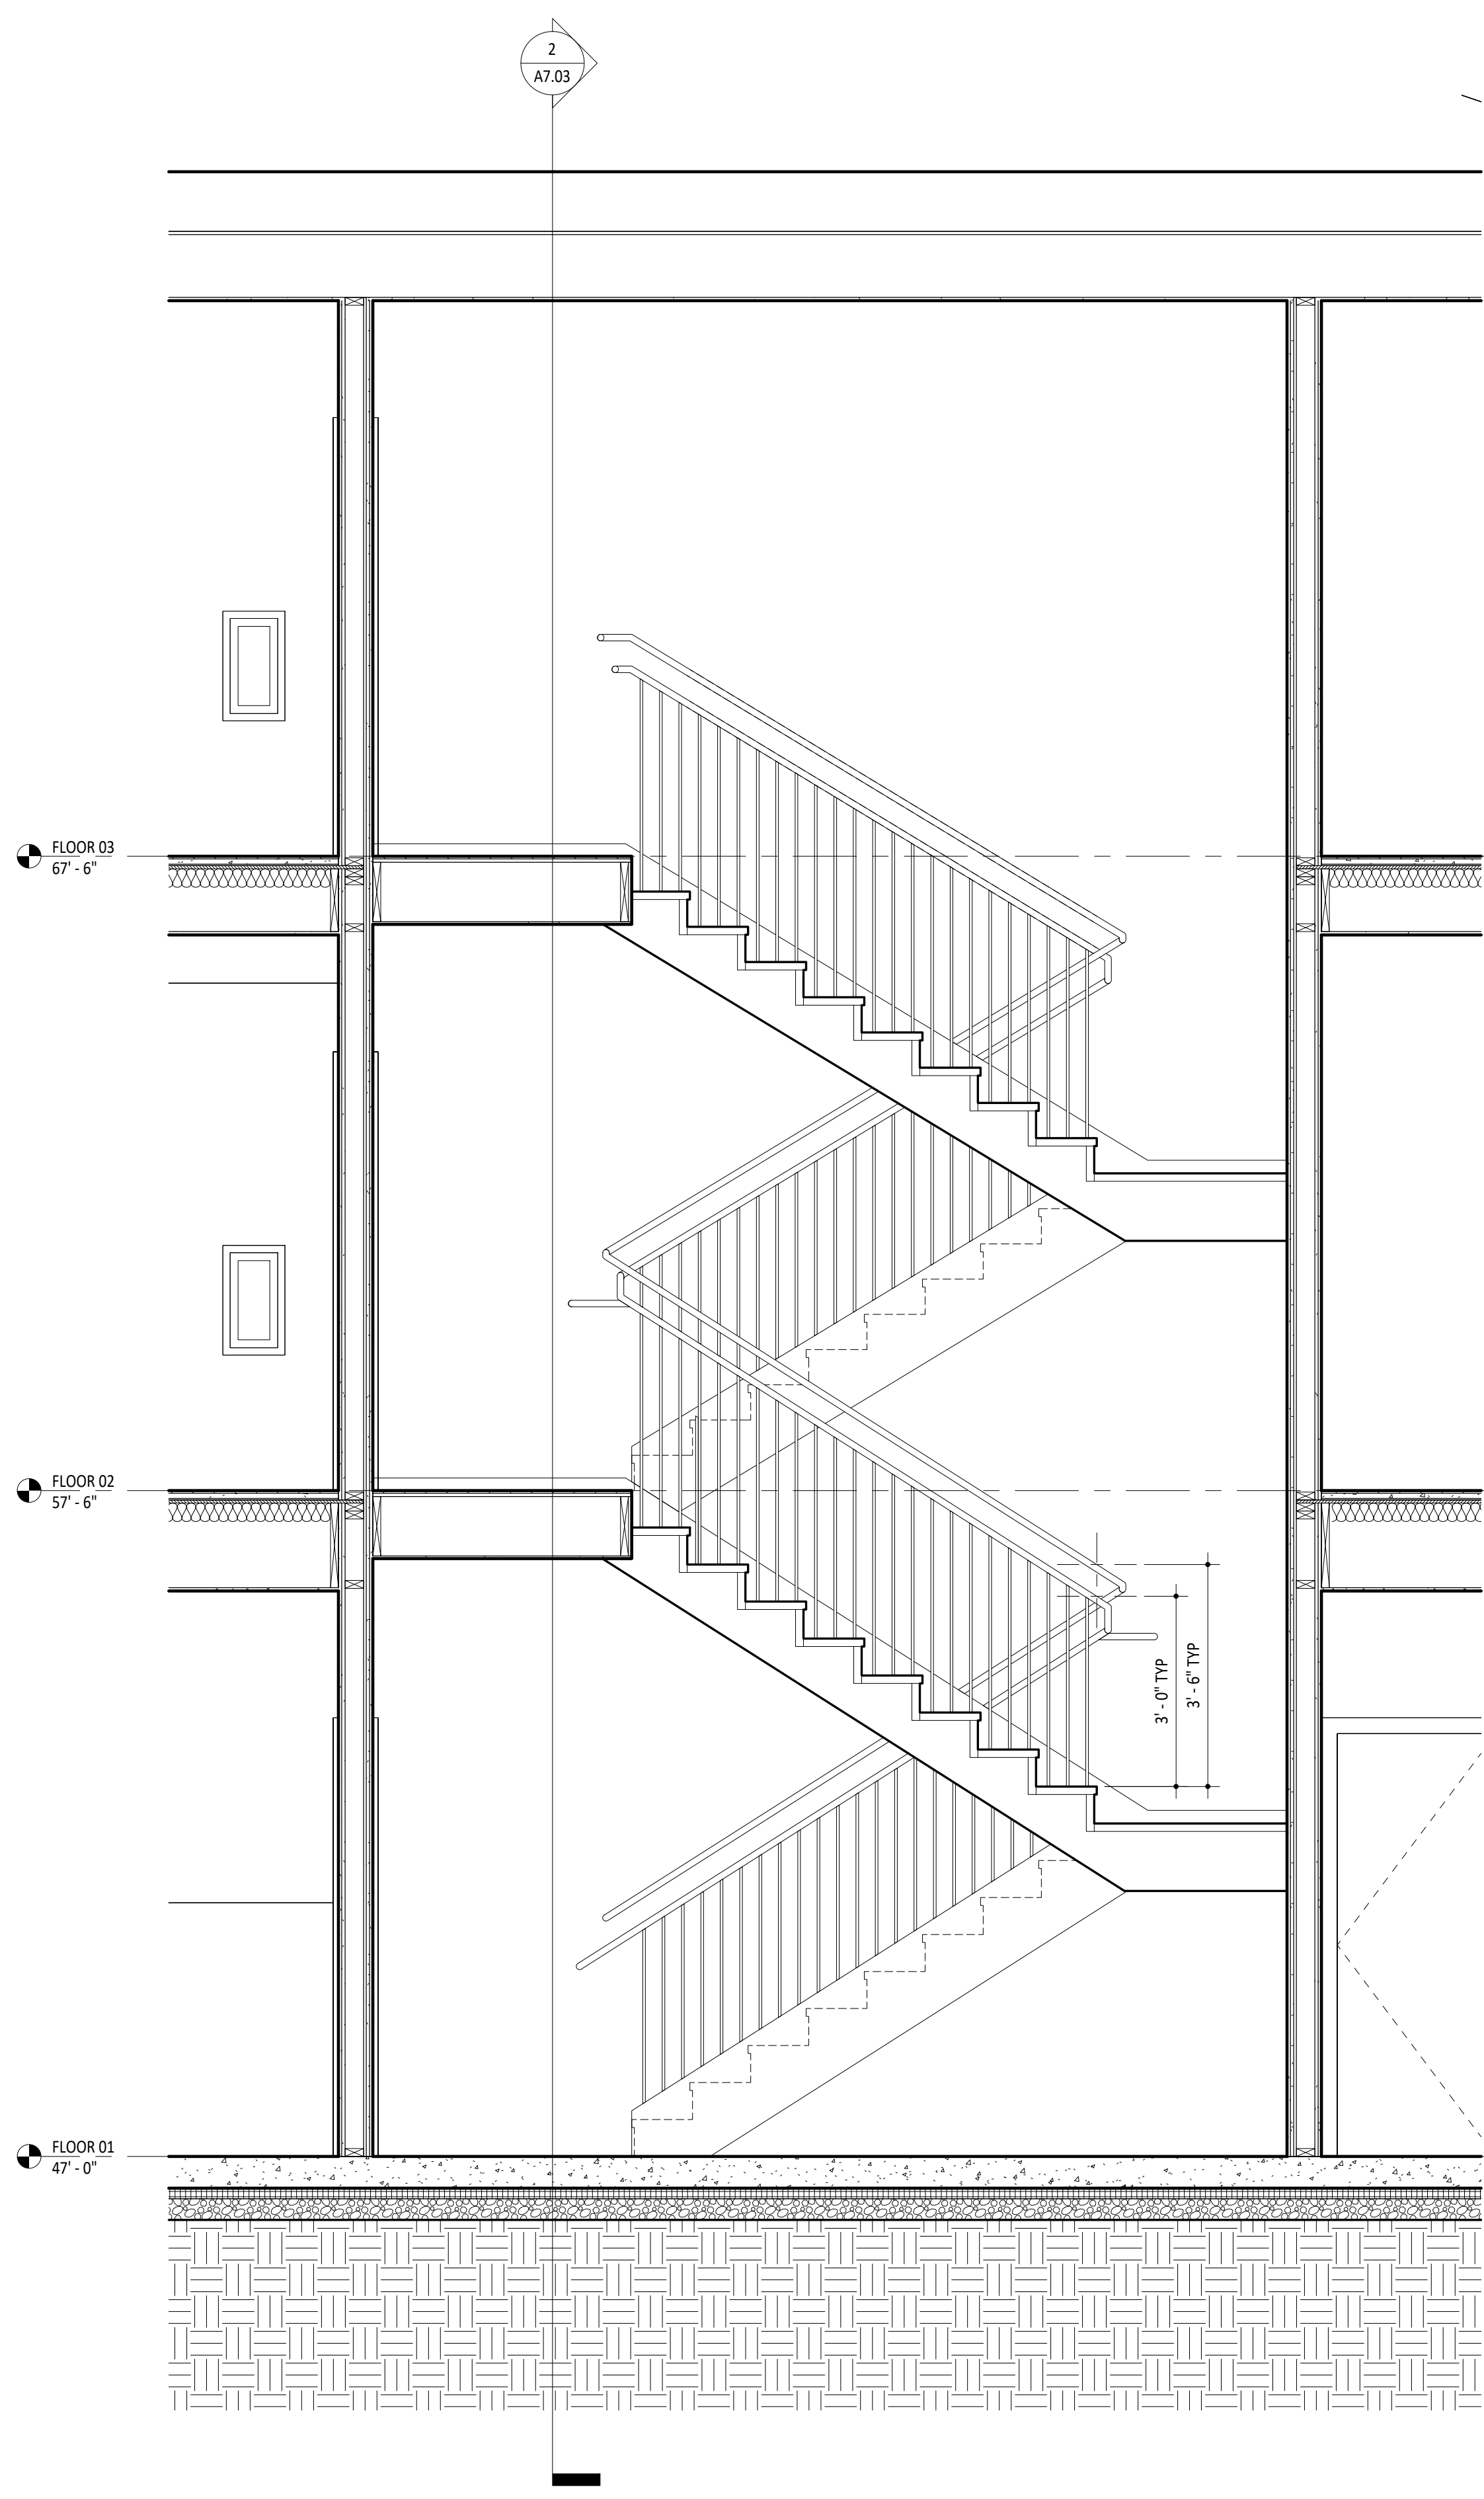 2
A7.03
FLOOR 03
67' - 6"
FLOOR 02
57' - 6"
3' - 0" TYP
3' - 6" TYP
FLOOR 01
47' - 0"